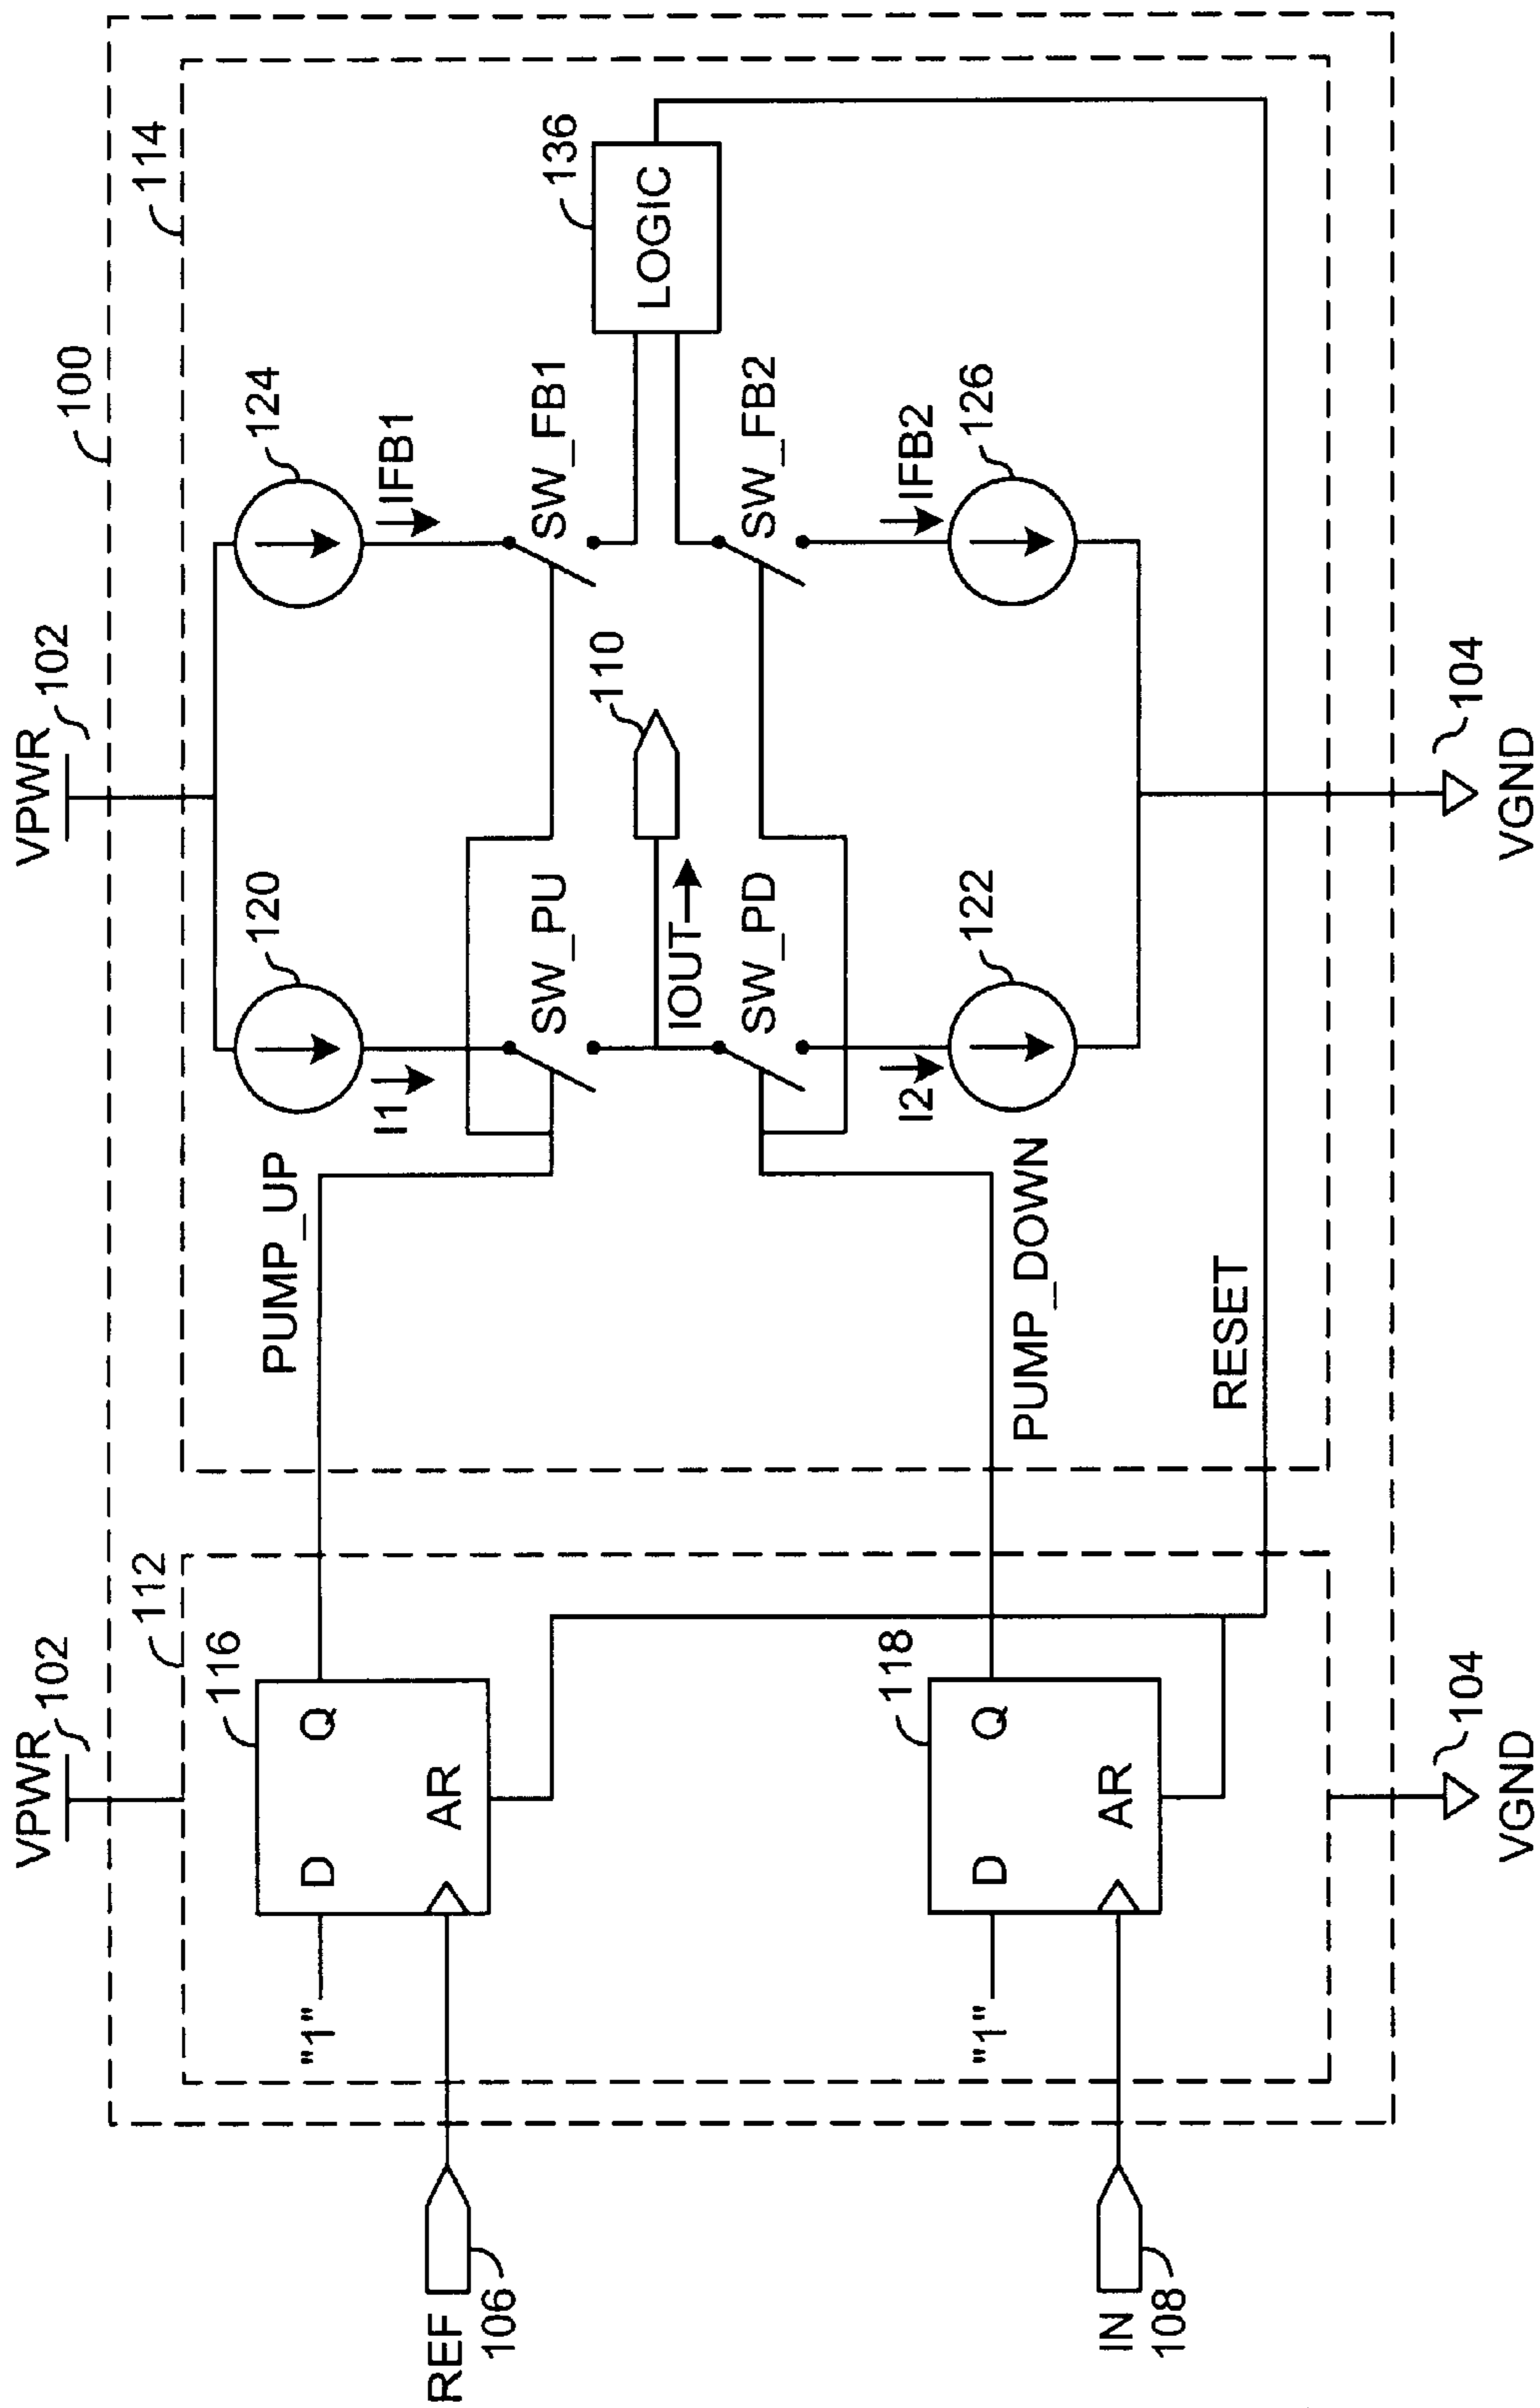 VPWR
102
VPWR
102
100
112
114
116
D
Q
AR
"1"
REF
106
118
D
Q
AR
"1"
IN
108
PUMP_UP
PUMP_DOWN
RESET
120
124
I1
IFB1
SW_PU
SW_FB1
110
IOUT
LOGIC
136
SW_PD
SW_FB2
I2
IFB2
122
126
104
VGND
104
VGND